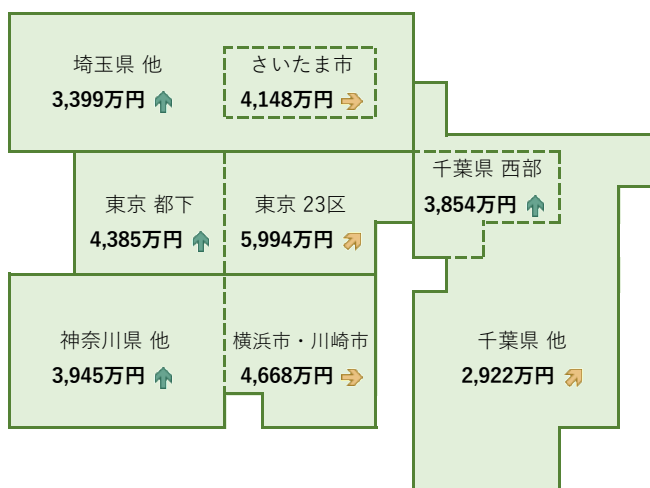 埼玉県 他
3,399万円
さいたま市
4,148万円
千葉県 西部
3,854万円
東京 都下
4,385万円
東京 23区
5,994万円
神奈川県 他
3,945万円
横浜市・川崎市
4,668万円
千葉県 他
2,922万円